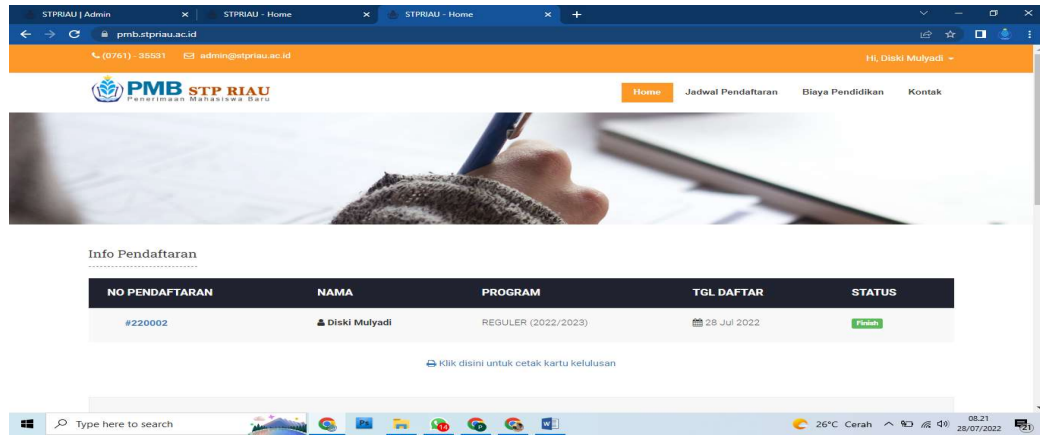 STPRIAU | Admin
STPRIAU - Home
STPRIAU - Home
pmb.stpriau.ac.id
(0761) - 35531 admin@stpriau.ac.id Hi, Diski Mulyadi
PMB STP RIAU
Penerimaan Mahasiswa Baru
Home Jadwal Pendaftaran Biaya Pendidikan Kontak
Info Pendaftaran
NO PENDAFTARAN NAMA PROGRAM TGL DAFTAR STATUS
#220002 Diski Mulyadi REGULER (2022/2023) 28 Jul 2022 Finish
Klik disini untuk cetak kartu kelulusan
Type here to search
14
Ps
26°C Cerah
08.21
28/07/2022
21